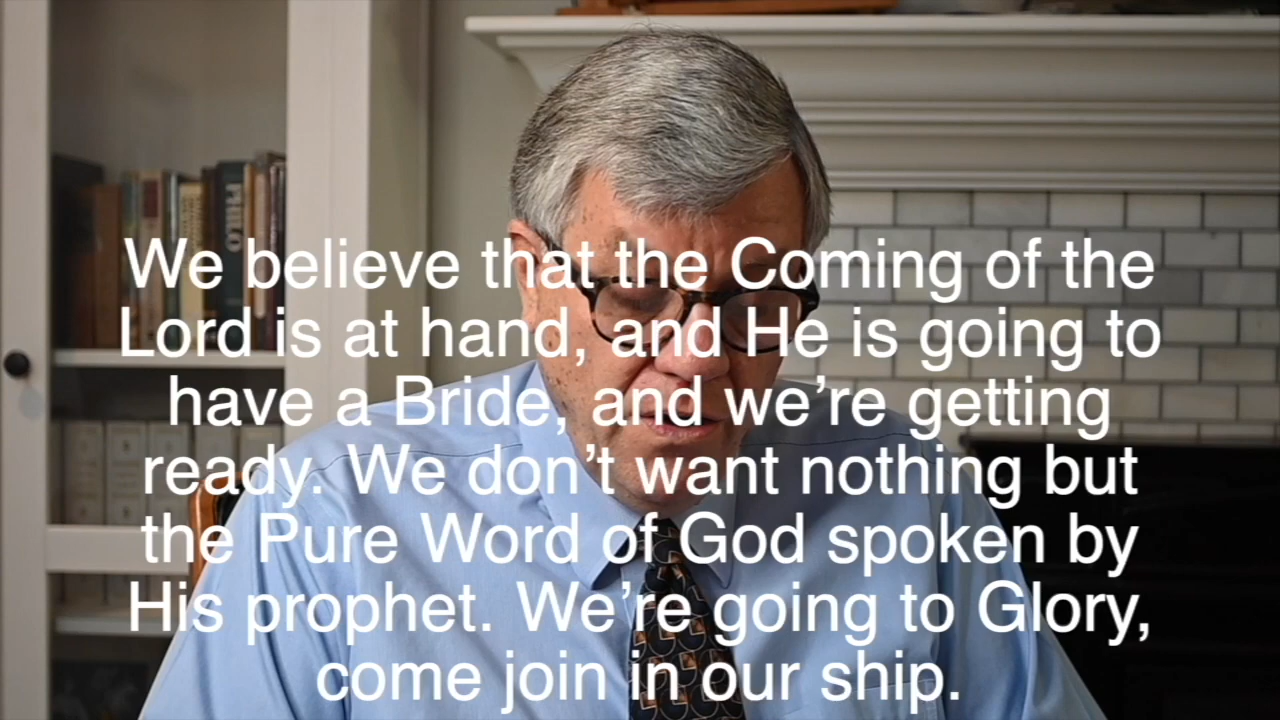 PHILO
We believe that the Coming of the
Lord is at hand, and He is going to
have a Bride, and we’re getting
ready. We don’t want nothing but
the Pure Word of God spoken by
His prophet. We’re going to Glory,
come join in our ship.